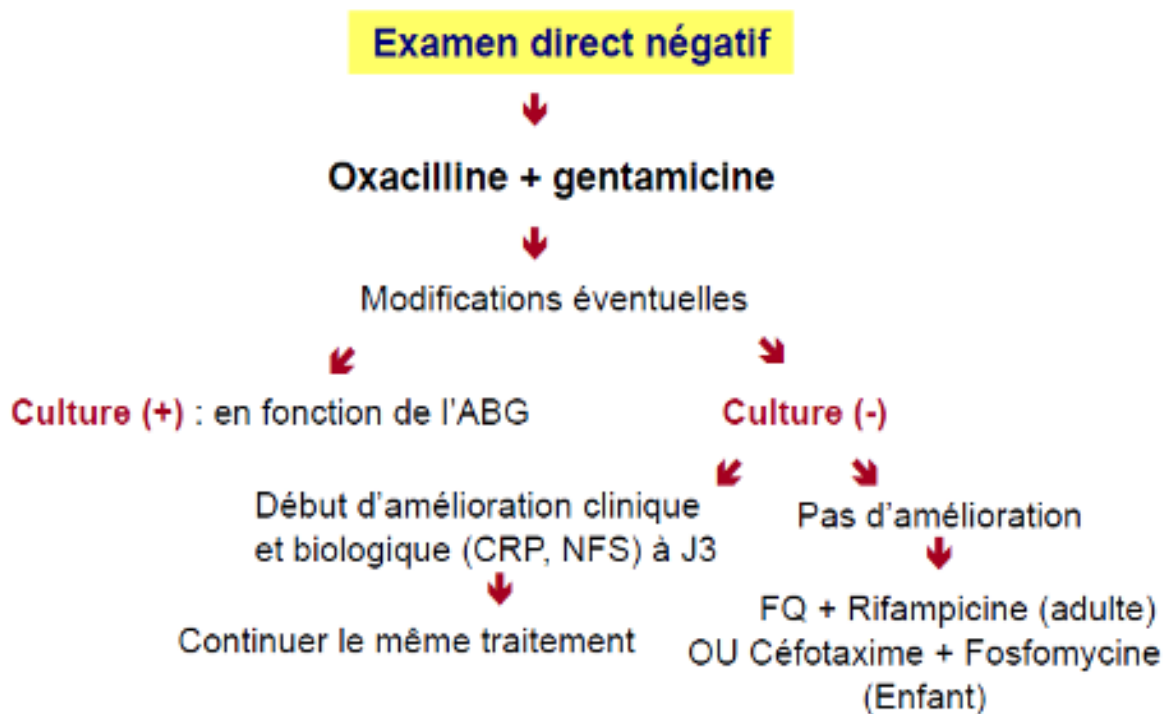 Examen direct négatif
Oxacilline + gentamicine
Modifications éventuelles
Culture (+) : en fonction de l'ABG
Culture (-)
Début d'amélioration clinique
et biologique (CRP, NFS) à J3
Pas d'amélioration
Continuer le même traitement
FQ + Rifampicine (adulte)
OU Céfotaxime + Fosfomycine
(Enfant)